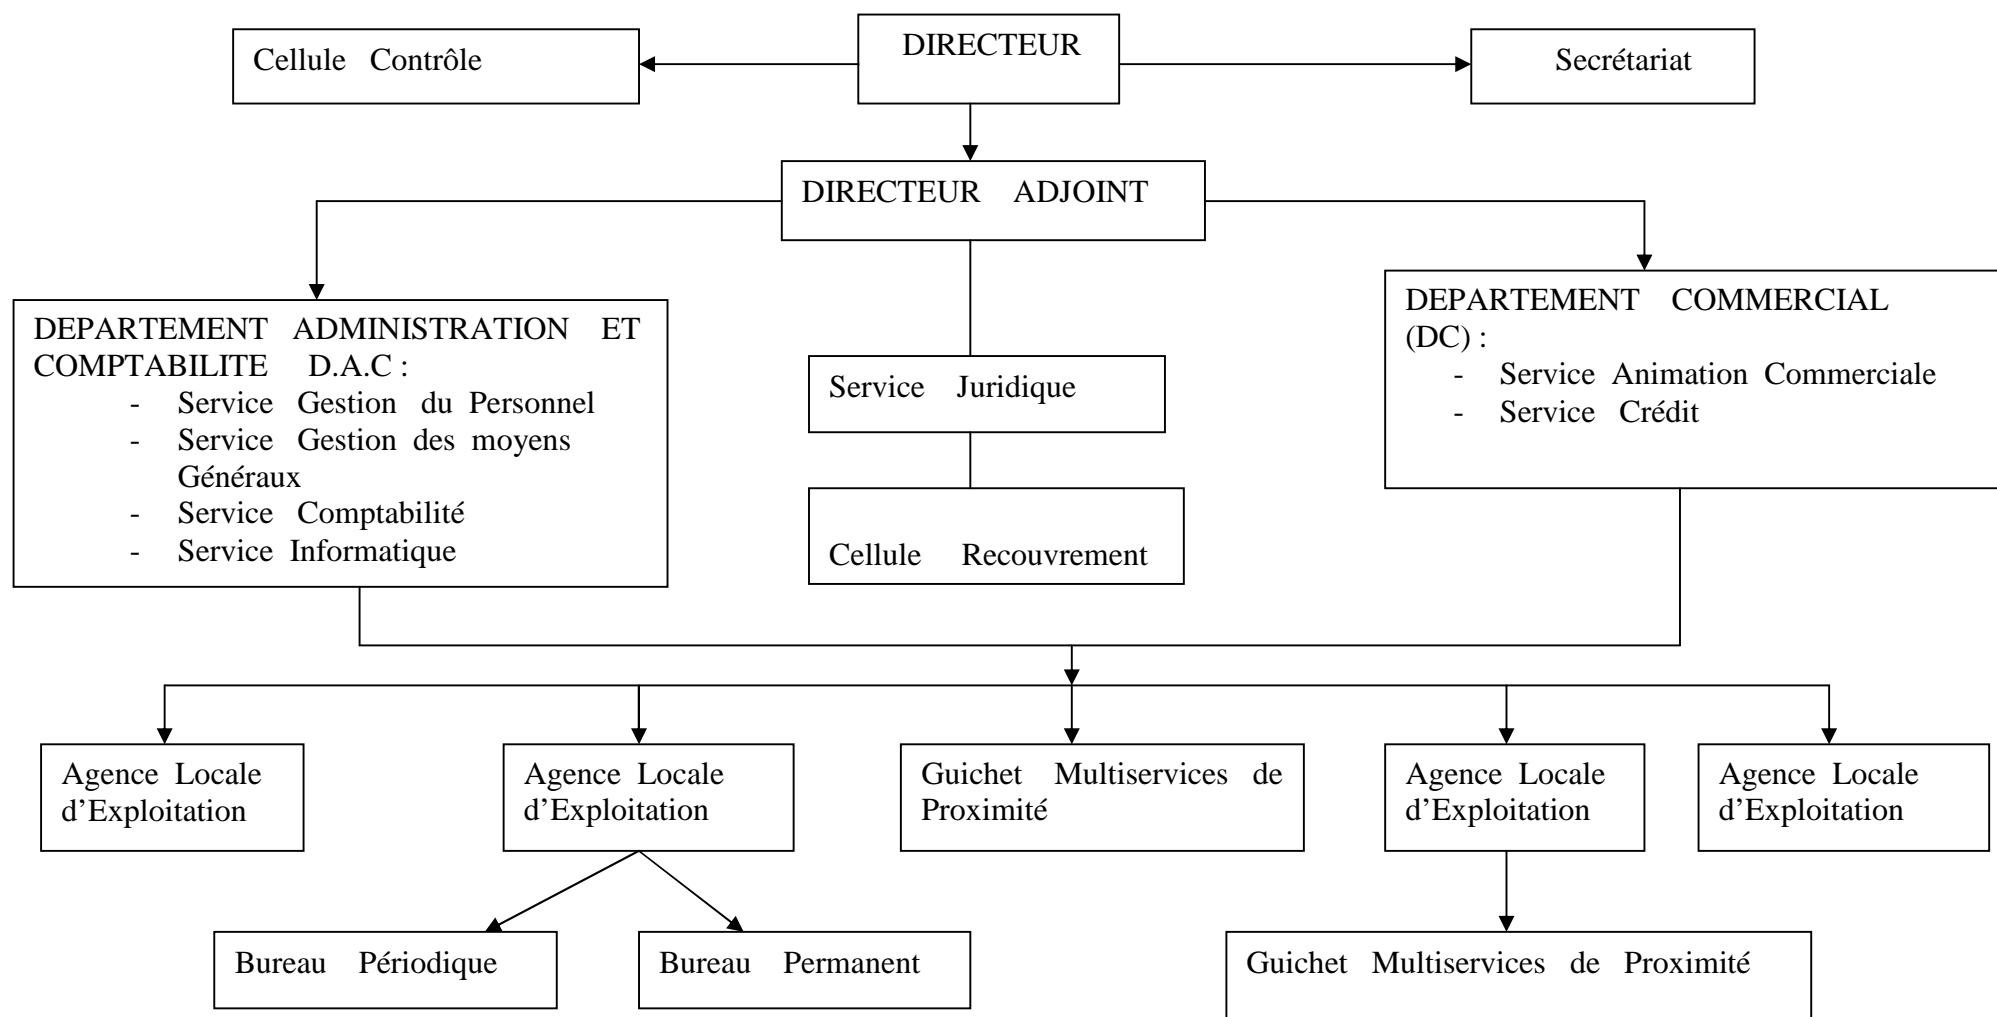 Cellule Contrôle
DIRECTEUR
Secrétariat
DIRECTEUR ADJOINT
DEPARTEMENT ADMINISTRATION ET
COMPTABILITE D.A.C :
- Service Gestion du Personnel
- Service Gestion des moyens
Généraux
- Service Comptabilité
- Service Informatique
Service Juridique
Cellule Recouvrement
DEPARTEMENT COMMERCIAL
(DC) :
- Service Animation Commerciale
- Service Crédit
Agence Locale
d’Exploitation
Agence Locale
d’Exploitation
Guichet Multiservices de
Proximité
Agence Locale
d’Exploitation
Agence Locale
d’Exploitation
Bureau Périodique
Bureau Permanent
Guichet Multiservices de Proximité